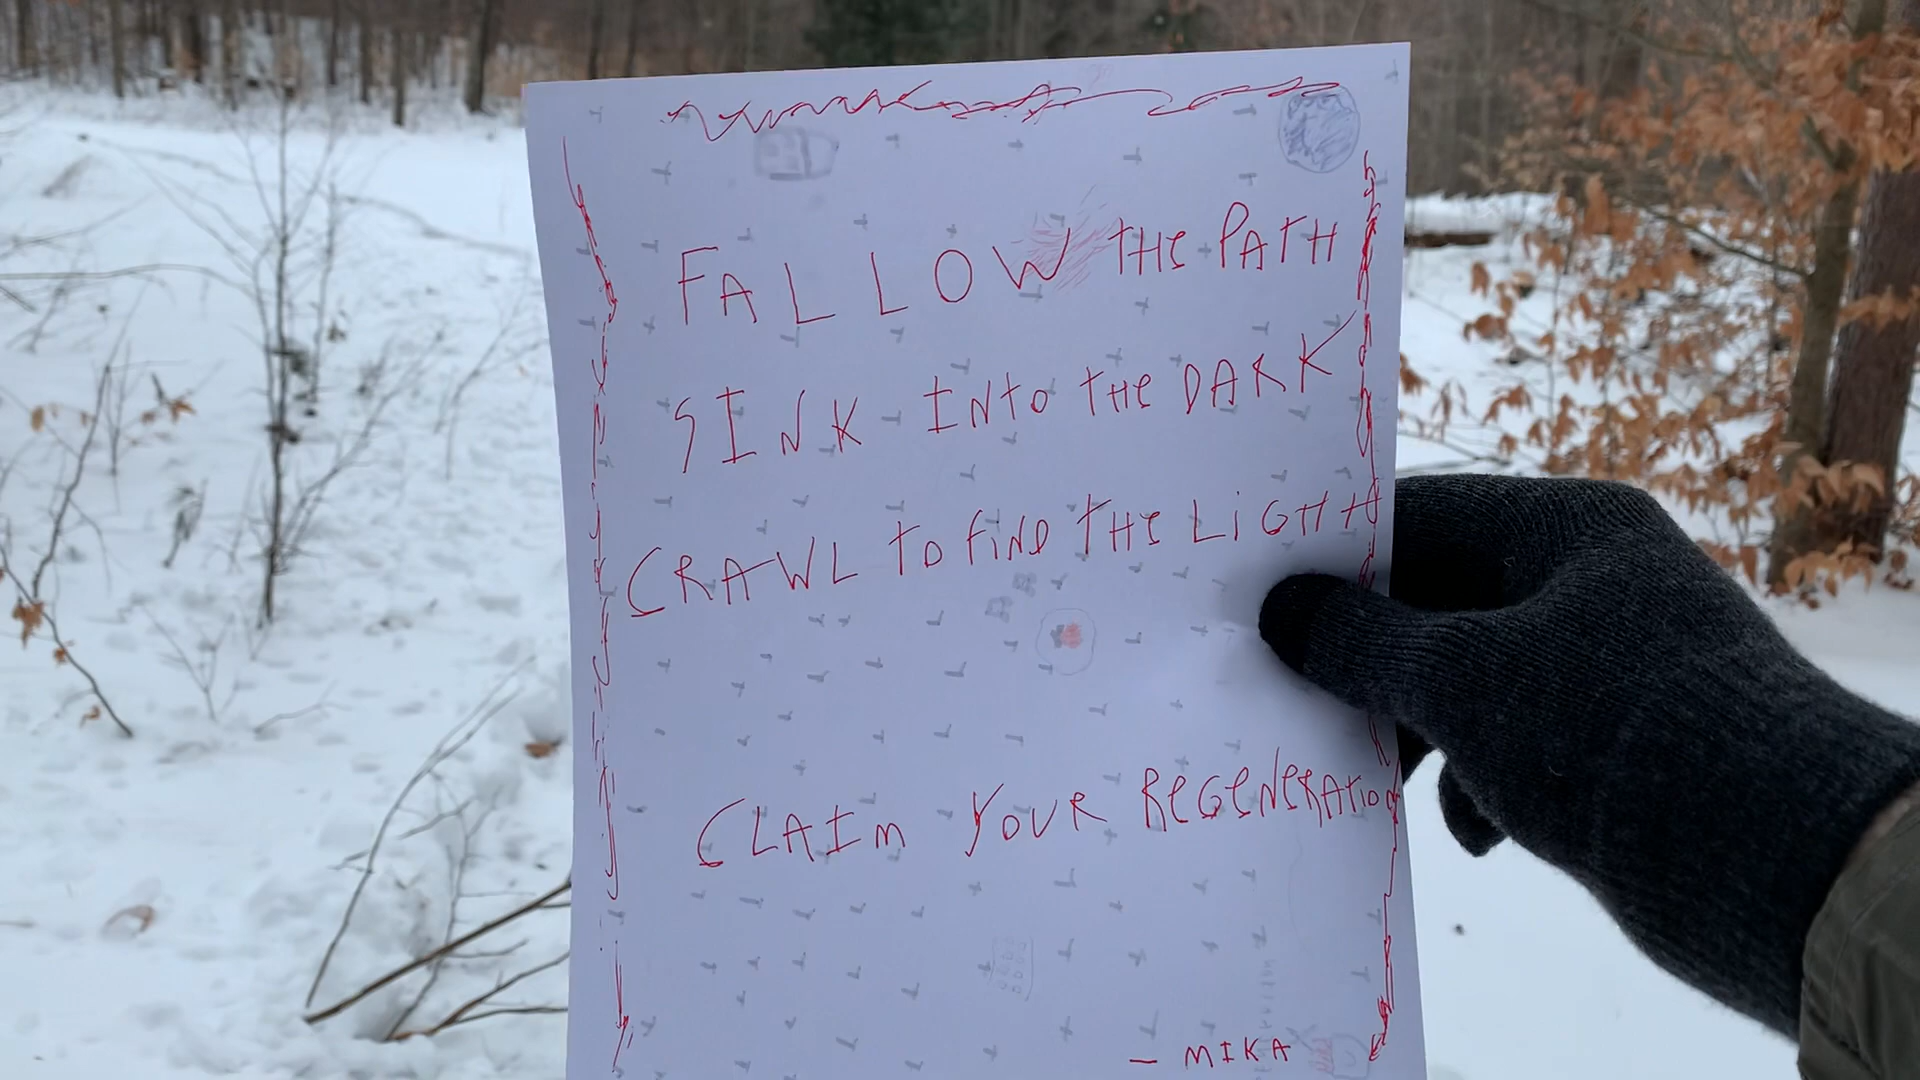 FALLOW THE PATH
SINK INTO THE DARK
CRAWL TO FIND THE LIGHT
CLAIM YOUR REGENERATION
- MIKA